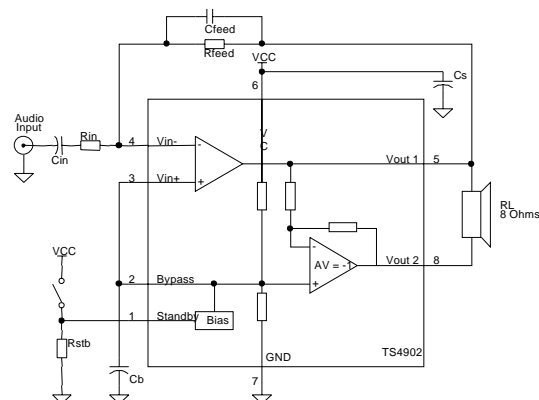 Cfeed
Rfeed
VCC
6
Cs
Audio
Input
Rin
Cin
4
Vin-
-
VC
C
Vout 1
5
3
Vin+
+
RL
8 Ohms
VCC
-
AV = -1
+
Vout 2
8
2
Bypass
1
Standby
Bias
Rstb
GND
TS4902
Cb
7